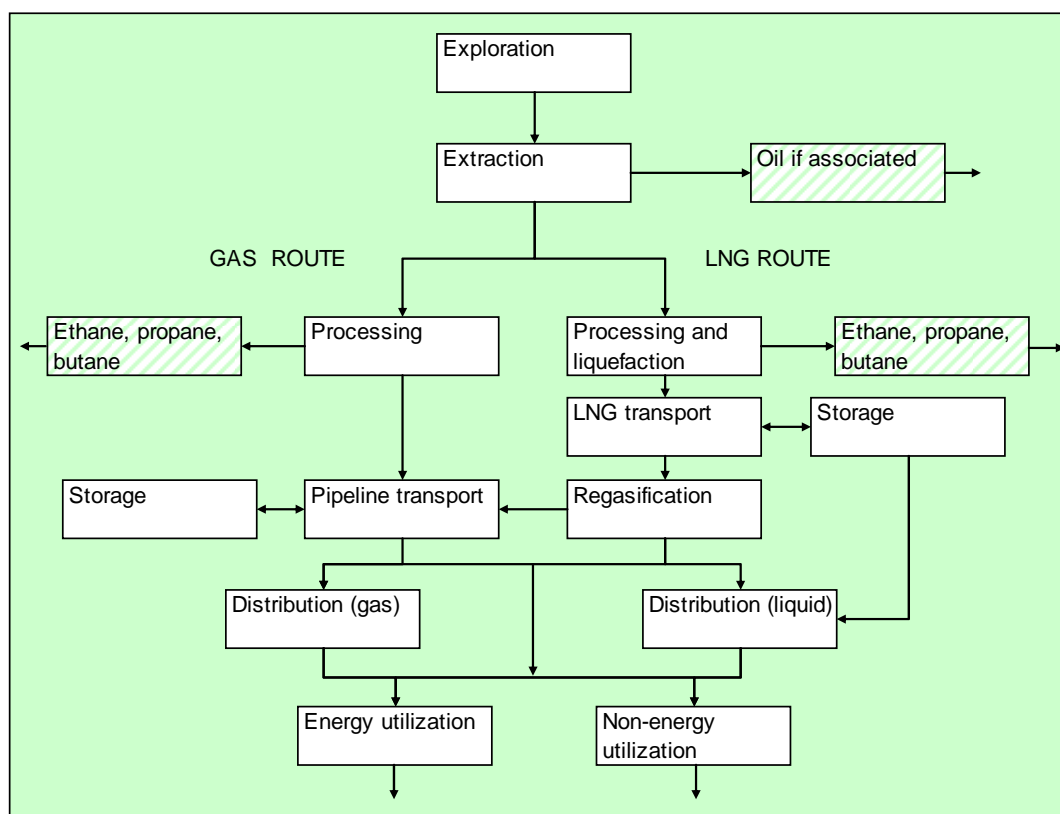 Exploration
Extraction
Oil if associated
GAS ROUTE
LNG ROUTE
Ethane, propane,
butane
Processing
Processing and
liquefaction
Ethane, propane,
butane
LNG transport
Storage
Storage
Pipeline transport
Regasification
Distribution (gas)
Distribution (liquid)
Energy utilization
Non-energy
utilization